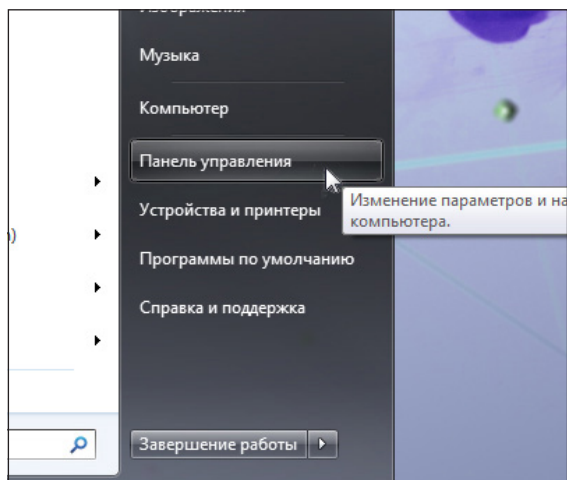 Музыка
Компьютер
Панель управления
Изменение параметров и на
компьютера.
Устройства и принтеры
Программы по умолчанию
Справка и поддержка
Завершение работы